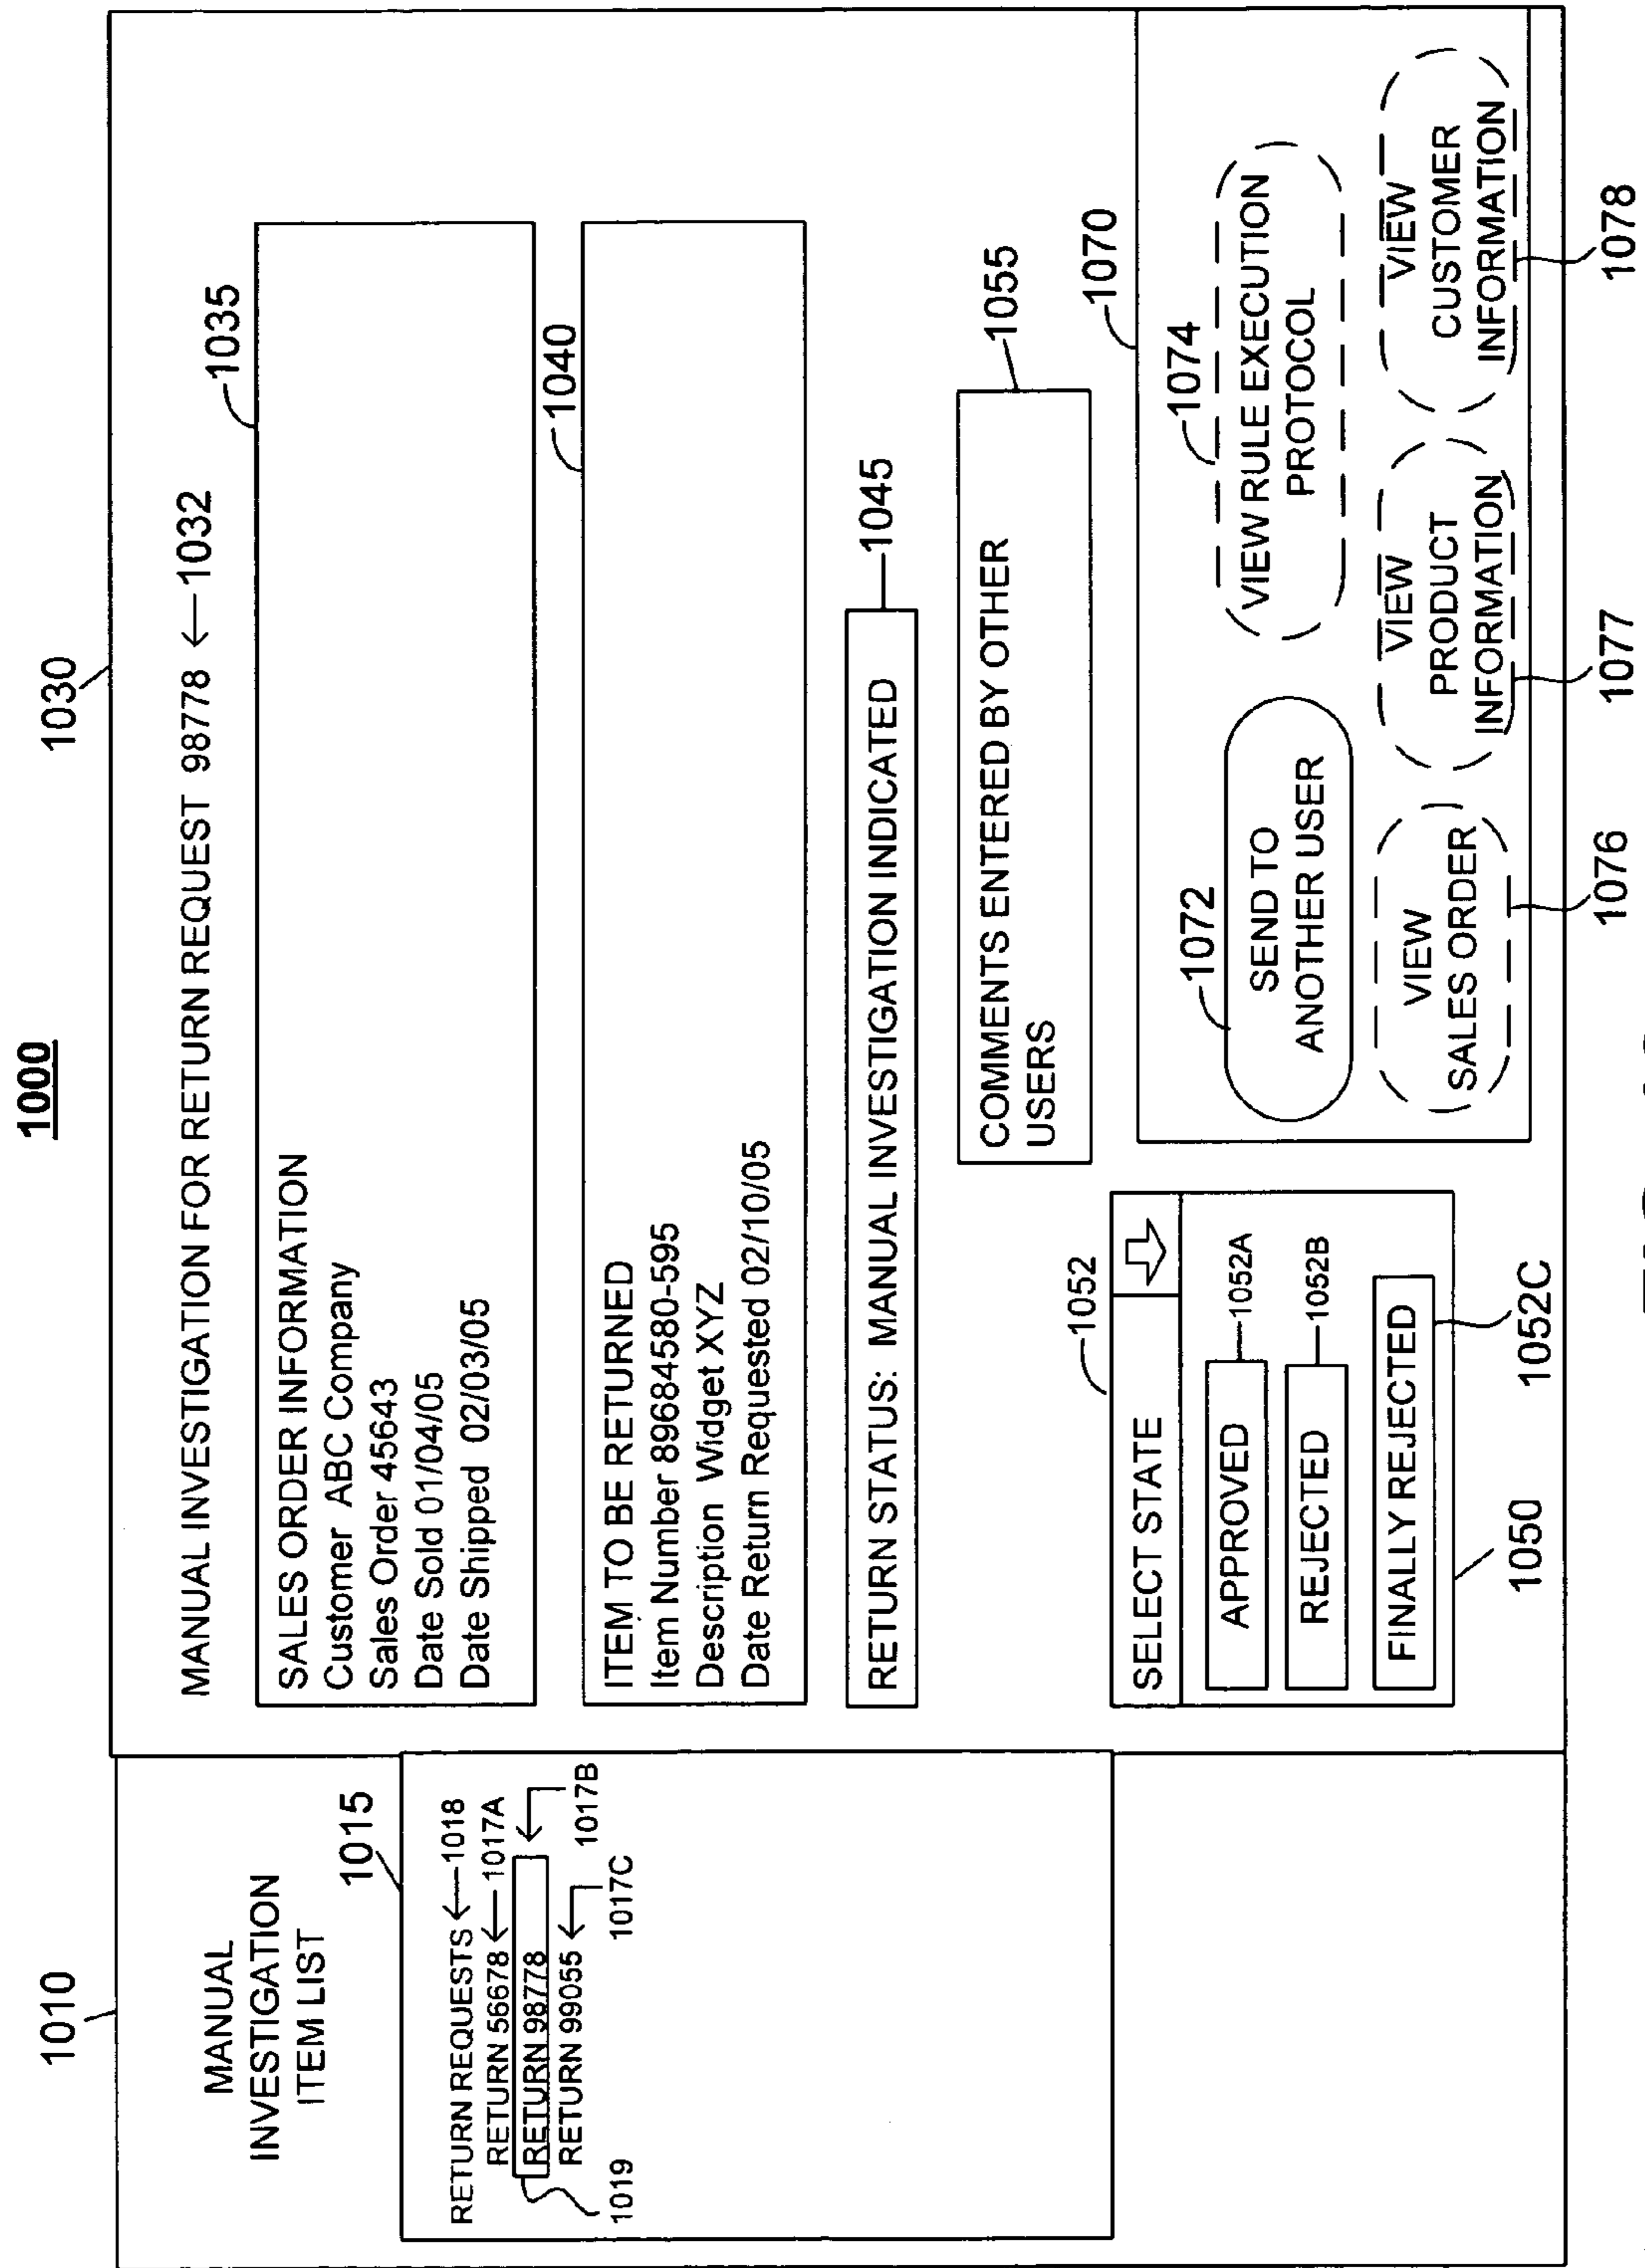 1000
1010
1030
MANUAL
INVESTIGATION
ITEM LIST
1015
RETURN REQUESTS
1018
RETURN 56678
1017A
RETURN 98778
1017B
RETURN 99055
1017C
1019
MANUAL INVESTIGATION FOR RETURN REQUEST 98778
1032
1035
SALES ORDER INFORMATION
Customer ABC Company
Sales Order 45643
Date Sold 01/04/05
Date Shipped 02/03/05
1040
ITEM TO BE RETURNED
Item Number 89684580-595
Description Widget XYZ
Date Return Requested 02/10/05
RETURN STATUS: MANUAL INVESTIGATION INDICATED
1045
COMMENTS ENTERED BY OTHER
USERS
1055
1052
SELECT STATE
APPROVED
1052A
REJECTED
1052B
FINALLY REJECTED
1052C
1050
1070
1072
SEND TO
ANOTHER USER
1074
VIEW RULE EXECUTION
PROTOCOL
VIEW
SALES ORDER
1076
VIEW
PRODUCT
INFORMATION
1077
VIEW
CUSTOMER
INFORMATION
1078